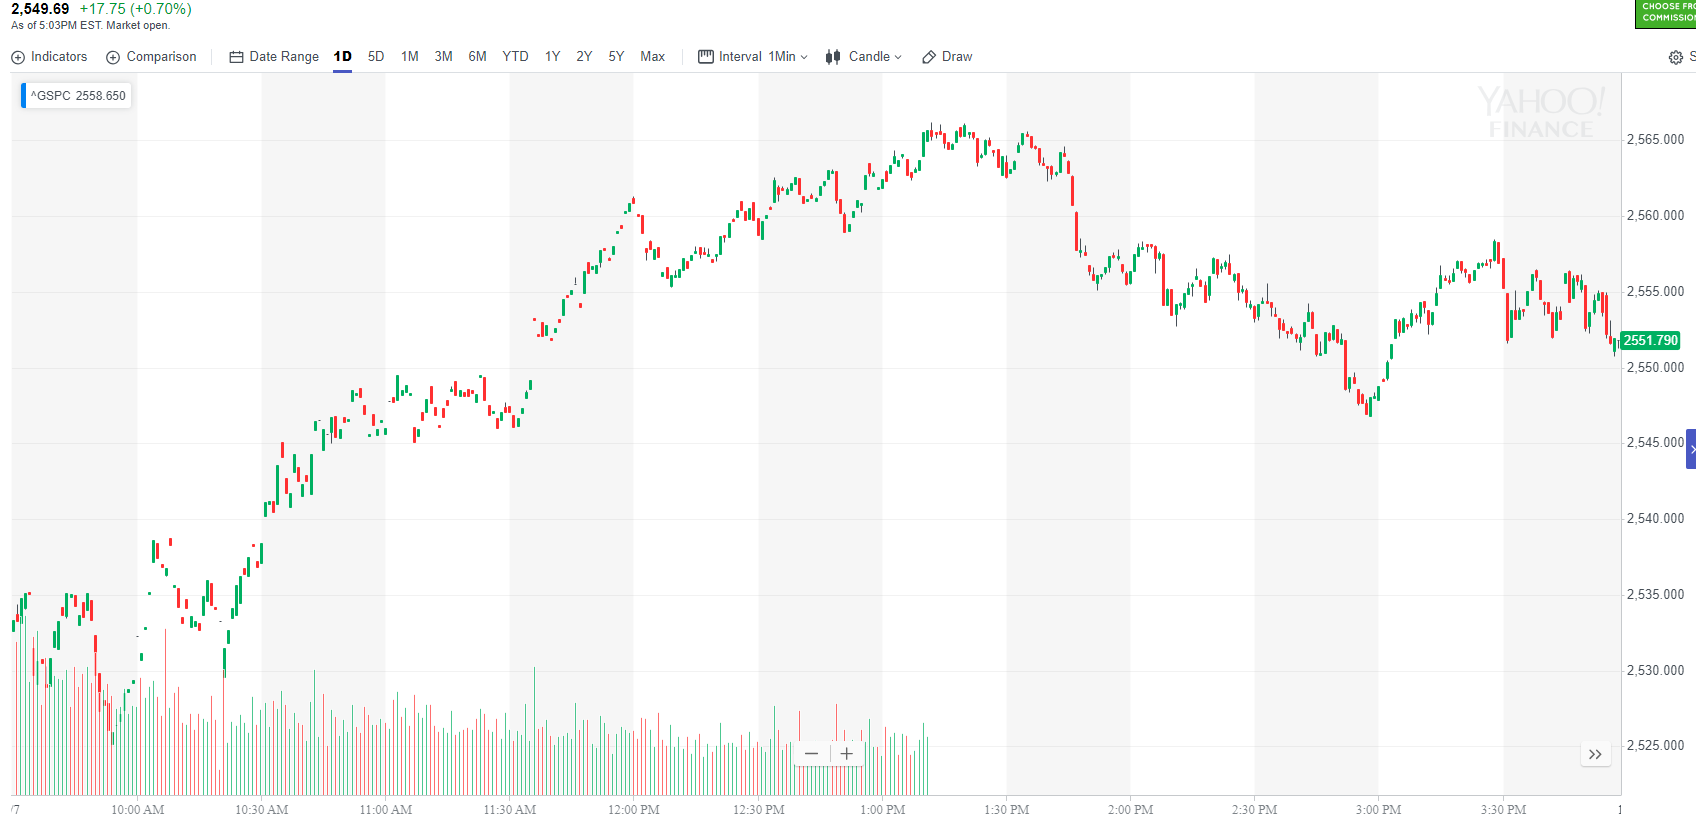 2,549.69 +17.75 (+0.70%)
As of 5:03PM EST. Market open.
CHOOSE FRO
COMMISSION
Indicators Comparison Date Range 1D 5D 1M 3M 6M YTD 1Y 2Y 5Y Max Interval 1Min Candle Draw S
^GSPC 2558.650
YAHOO!
FINANCE
2,565.000
2,560.000
2,555.000
2551.790
2,550.000
2,545.000
2,540.000
2,535.000
2,530.000
2,525.000
/7 10:00 AM 10:30 AM 11:00 AM 11:30 AM 12:00 PM 12:30 PM 1:00 PM 1:30 PM 2:00 PM 2:30 PM 3:00 PM 3:30 PM 1